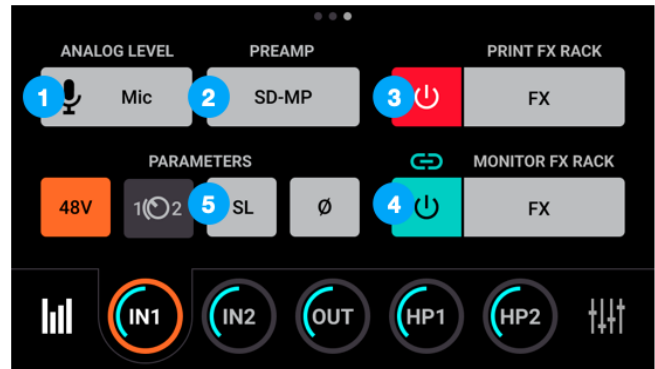 ANALOG LEVEL PREAMP PRINT FX RACK
1 Mic 2 SD-MP 3 FX
PARAMETERS MONITOR FX RACK
48V 1 2 5 SL Ø 4 FX
IN1 IN2 OUT HP1 HP2